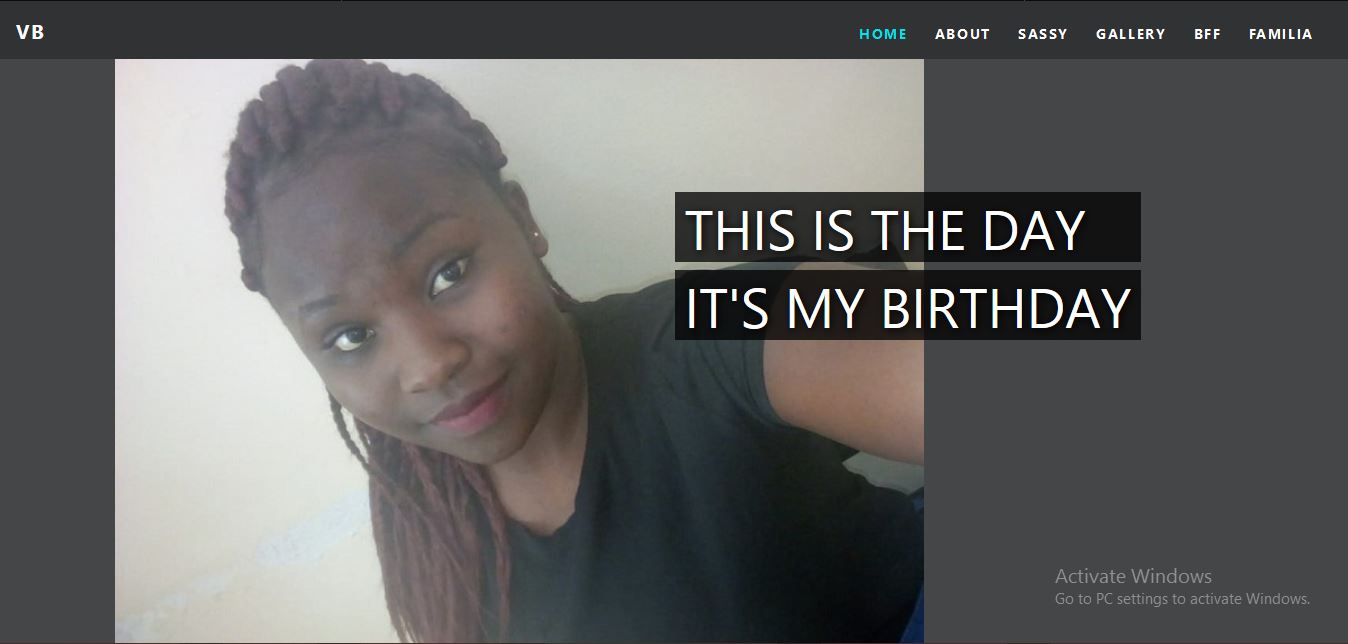 VB
HOME ABOUT SASSY GALLERY BFF FAMILIA
THIS IS THE DAY
IT'S MY BIRTHDAY
Activate Windows
Go to PC settings to activate Windows.